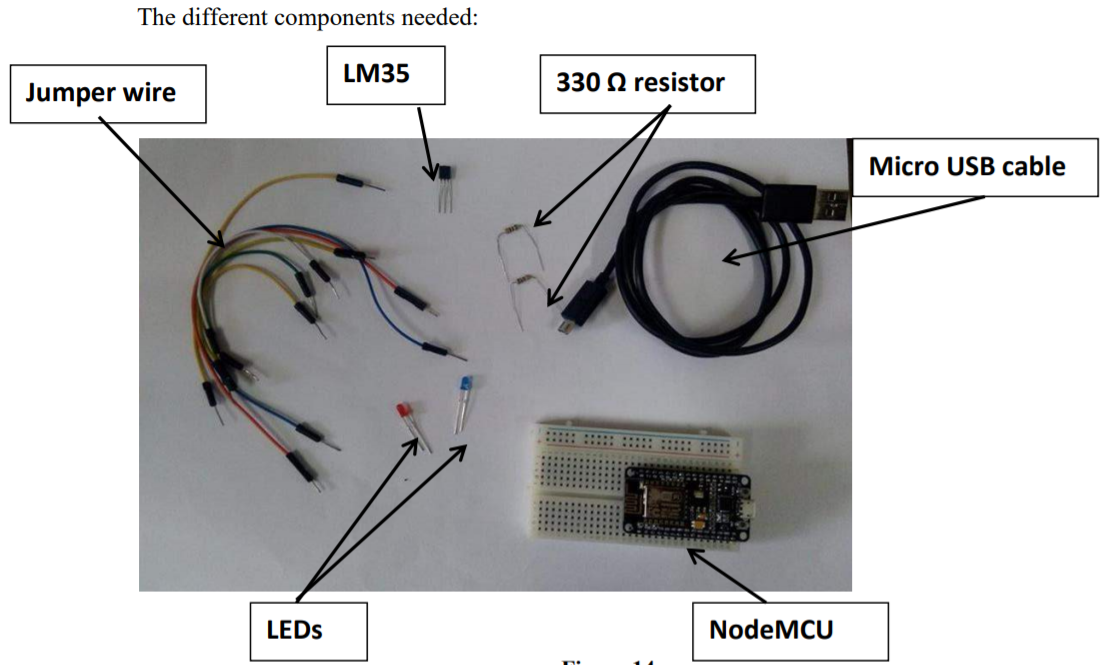 The different components needed:
LM35
330 Ω resistor
Jumper wire
Micro USB cable
LEDs
NodeMCU